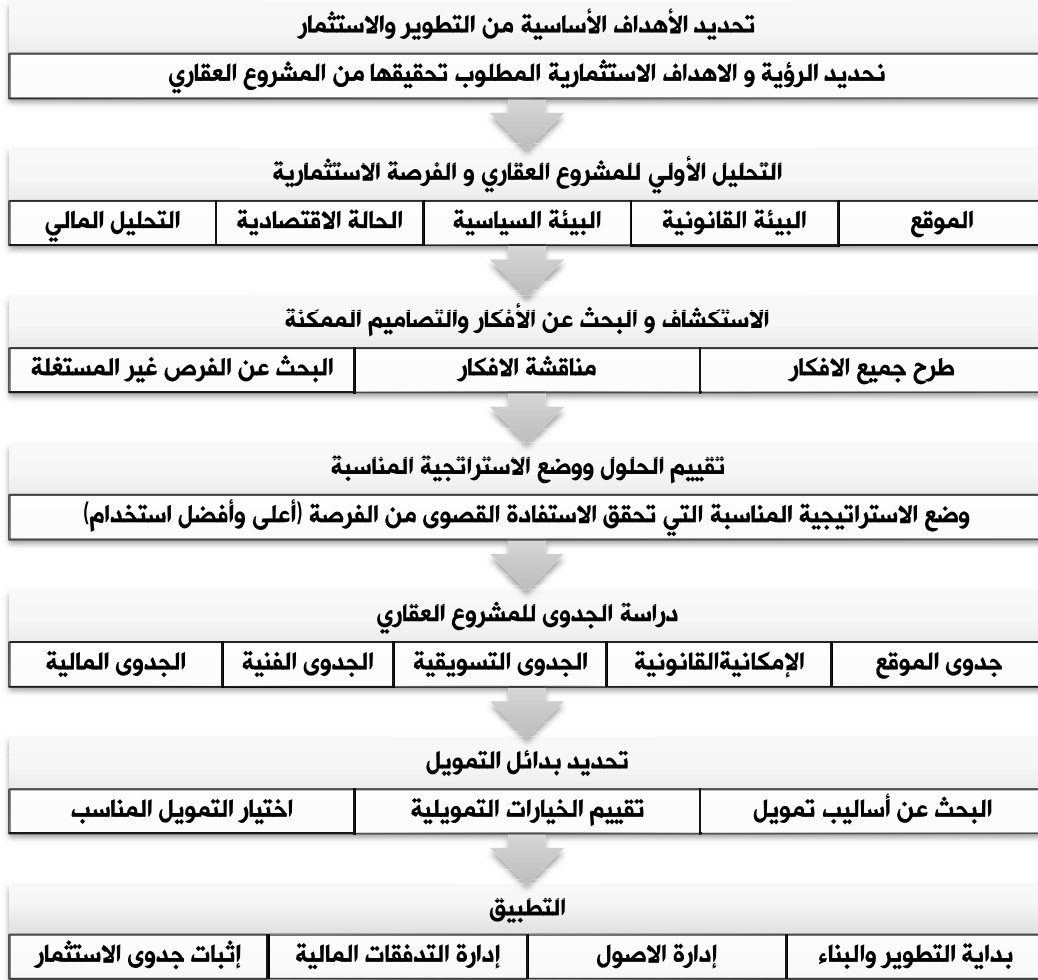 تحديد الأهداف الأساسية من التطوير والاستثمار
نحديد الرؤية و الاهداف الاستثمارية المطلوب تحقيقها من المشروع العقاري
التحليل الأولي للمشروع العقاري و الفرصة الاستثمارية
الموقع البيئة القانونية البيئة السياسية الحالة الاقتصادية التحليل المالي
الاستكشاف و البحث عن الأفكار والتصاميم الممكنة
طرح جميع الافكار مناقشة الافكار البحث عن الفرص غير المستغلة
تقييم الحلول ووضع الاستراتجية المناسبة
وضع الاستراتيجية المناسبة التي تحقق الاستفادة القصوى من الفرصة (أعلى وأفضل استخدام)
دراسة الجدوى للمشروع العقاري
جدوى الموقع الإمكانيةالقانونية الجدوى التسويقية الجدوى الفنية الجدوى المالية
تحديد بدائل التمويل
البحث عن أساليب تمويل تقييم الخيارات التمويلية اختيار التمويل المناسب
التطبيق
بداية التطوير والبناء إدارة الاصول إدارة التدفقات المالية إثبات جدوى الاستثمار